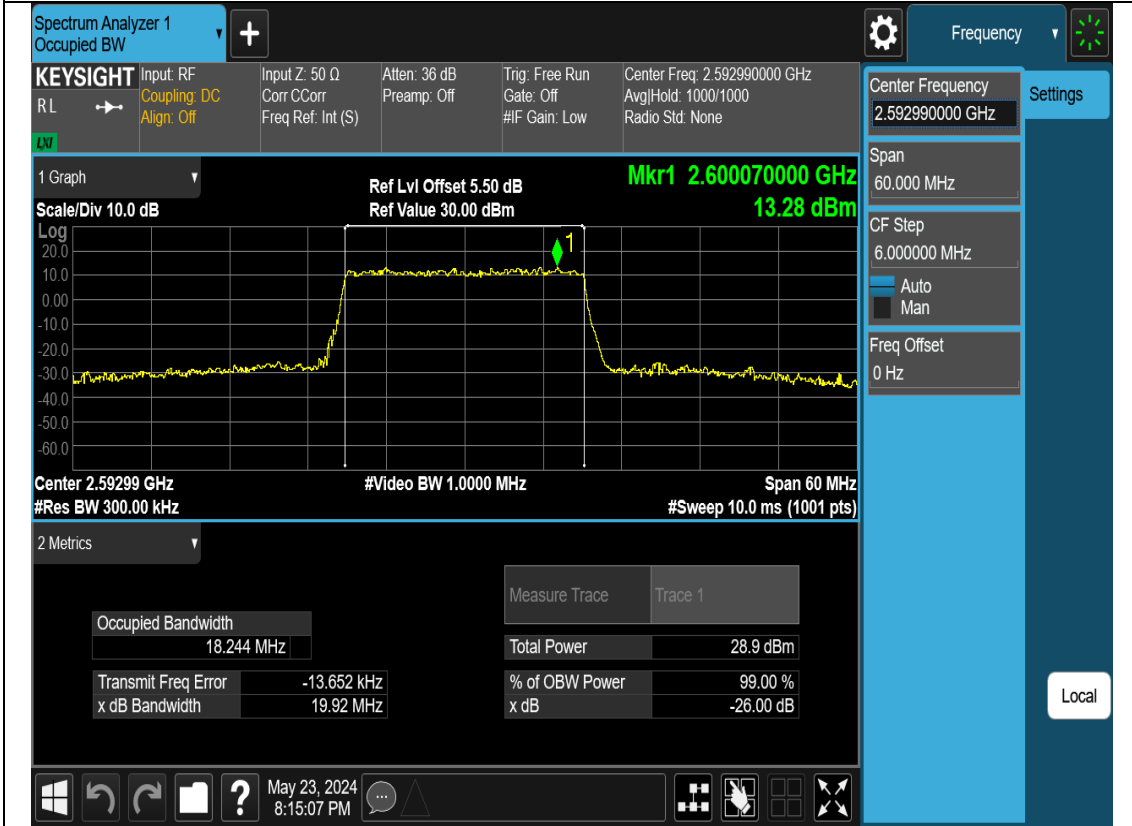 Spectrum Analyzer 1
Occupied BW
Frequency
KEYSIGHT
R L
LXI
Input: RF
Coupling: DC
Align: Off
Input Z: 50 Ω
Corr CCorr
Freq Ref: Int (S)
Atten: 36 dB
Preamp: Off
Trig: Free Run
Gate: Off
#IF Gain: Low
Center Freq: 2.592990000 GHz
Avg|Hold: 1000/1000
Radio Std: None
Center Frequency
2.592990000 GHz
Settings
Span
60.000 MHz
CF Step
6.000000 MHz
Auto
Man
Freq Offset
0 Hz
Local
1 Graph
Scale/Div 10.0 dB
Ref Lvl Offset 5.50 dB
Ref Value 30.00 dBm
Mkr1 2.600070000 GHz
13.28 dBm
Log
20.0
10.0
0.00
-10.0
-20.0
-30.0
-40.0
-50.0
-60.0
1
Center 2.59299 GHz
#Video BW 1.0000 MHz
Span 60 MHz
#Res BW 300.00 kHz
#Sweep 10.0 ms (1001 pts)
2 Metrics
Measure Trace Trace 1
Occupied Bandwidth
18.244 MHz
Total Power 28.9 dBm
Transmit Freq Error -13.652 kHz
% of OBW Power 99.00 %
x dB Bandwidth 19.92 MHz
x dB -26.00 dB
?
May 23, 2024
8:15:07 PM